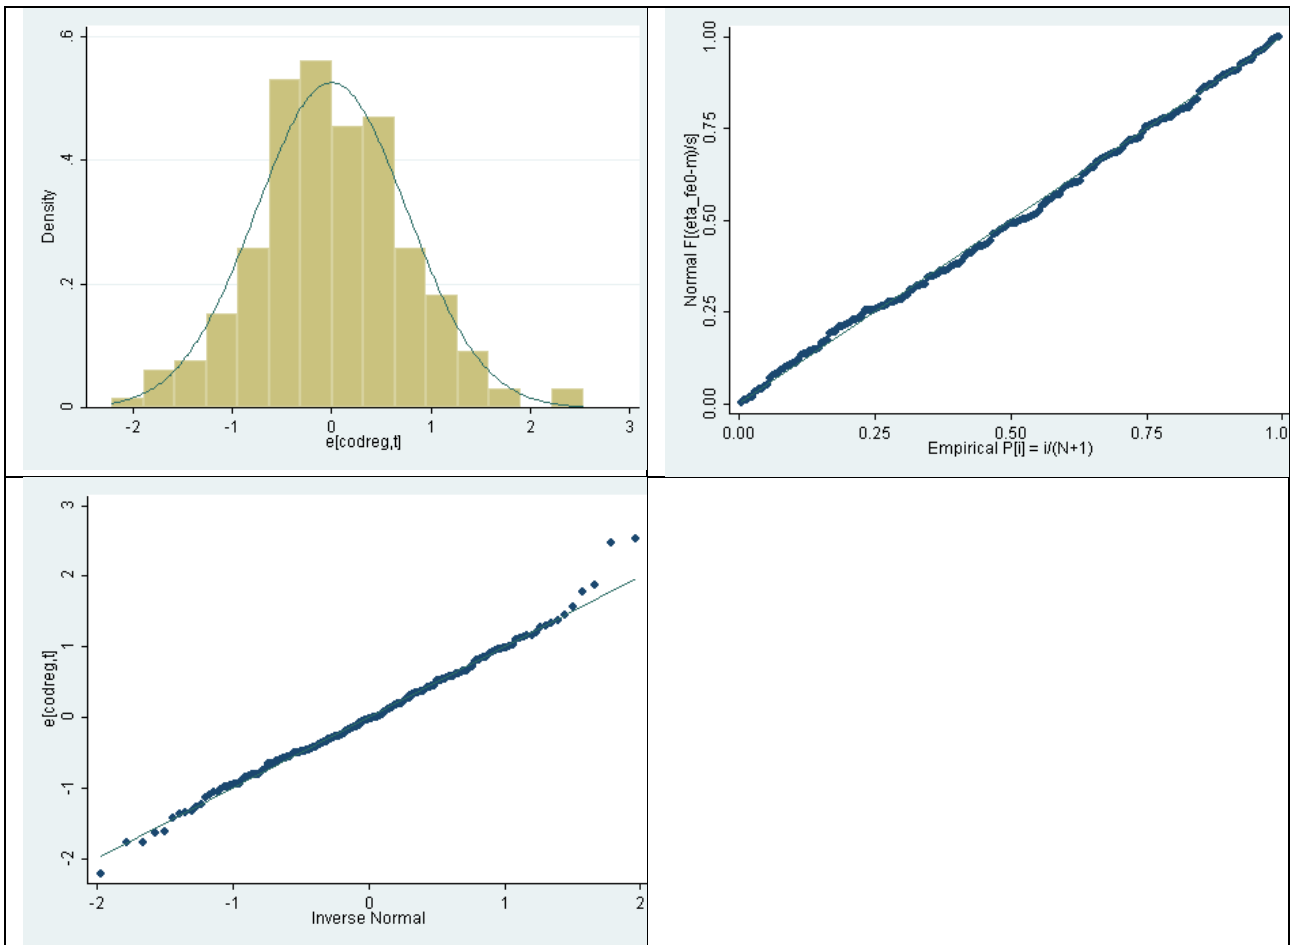 .6
.4
.2
0
Density
-2 -1 0 1 2 3
e[codreg,t]
1.00
0.75
0.50
0.25
0.00
Normal F[(eta_fe0-m)/s]
0.00 0.25 0.50 0.75 1.0
Empirical P[i] = i/(N+1)
3
2
1
0
-1
-2
e[codreg,t]
-2 -1 0 1 2
Inverse Normal